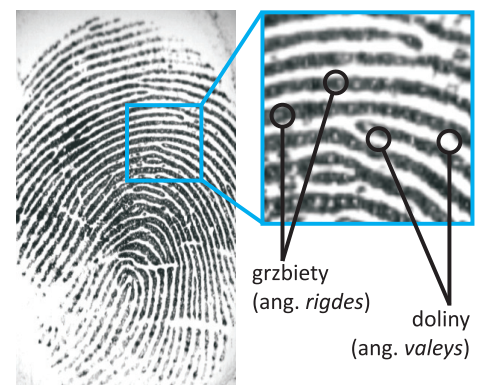 grzbiety
(ang. rigdes)
doliny
(ang. valeys)